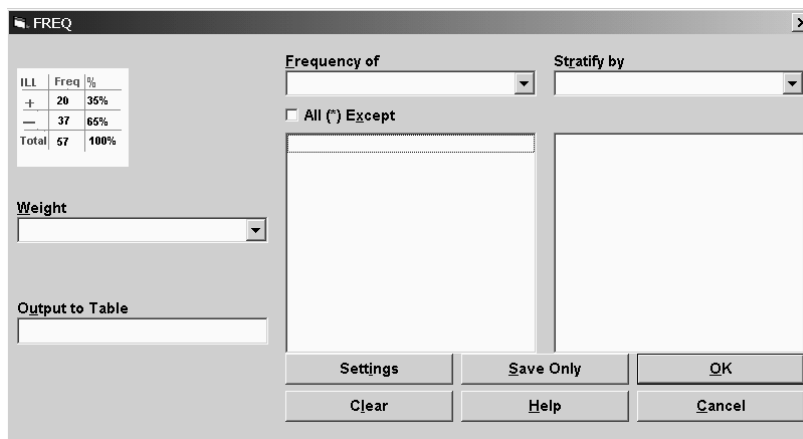 FREQ
ILL Freq %
+ 20 35%
— 37 65%
Total 57 100%
Frequency of
Stratify by
All (*) Except
Weight
Output to Table
Settings Save Only OK
Clear Help Cancel